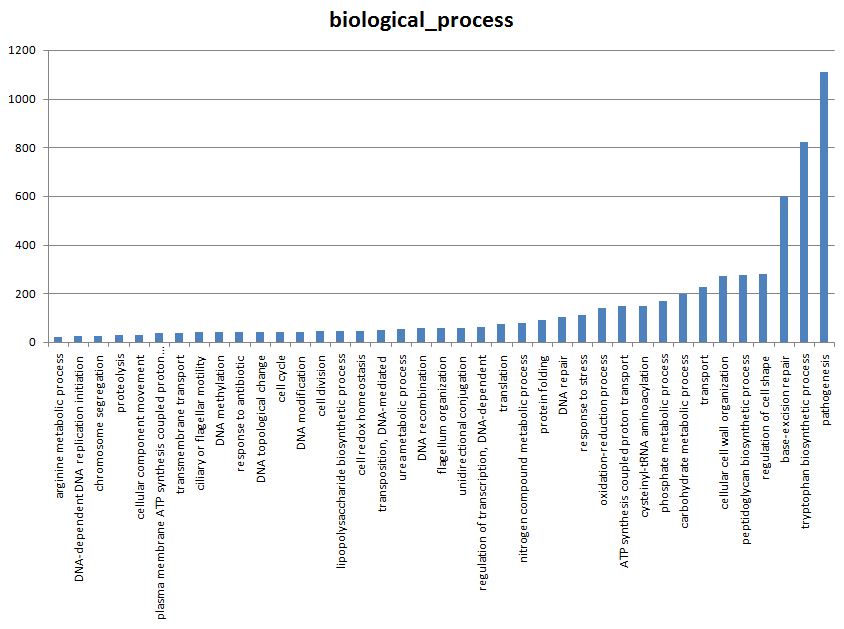 biological_process
1200
1000
800
600
400
200
0
arginine metabolic process
DNA-dependent DNA replication initiation
chromosome segregation
proteolysis
cellular component movement
plasma membrane ATP synthesis coupled proton ...
transmembrane transport
ciliary or flagellar motility
DNA methylation
response to antibiotic
DNA topological change
cell cycle
DNA modification
cell division
lipopolysaccharide biosynthetic process
cell redox homeostasis
transposition, DNA-mediated
urea metabolic process
DNA recombination
flagellum organization
unidirectional conjugation
regulation of transcription, DNA-dependent
translation
nitrogen compound metabolic process
protein folding
DNA repair
response to stress
oxidation-reduction process
ATP synthesis coupled proton transport
cysteinyl-tRNA aminoacylation
phosphate metabolic process
carbohydrate metabolic process
transport
cellular cell wall organization
peptidoglycan biosynthetic process
regulation of cell shape
base-excision repair
tryptophan biosynthetic process
pathogenesis